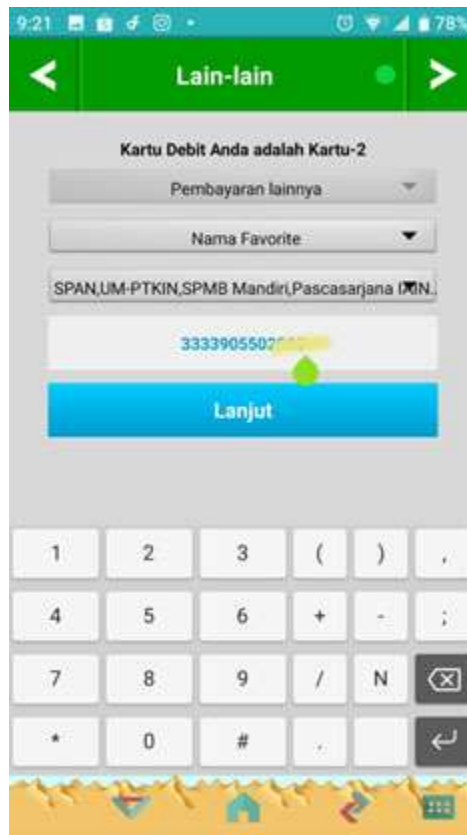 9:21 78%
Lain-lain
Kartu Debit Anda adalah Kartu-2
Pembayaran lainnya
Nama Favorite
SPAN,UM-PTKIN,SPMB Mandiri,Pascasarjana
333390550
Lanjut
1 2 3 ( ) ,
4 5 6 + - ;
7 8 9 / N
* 0 # .